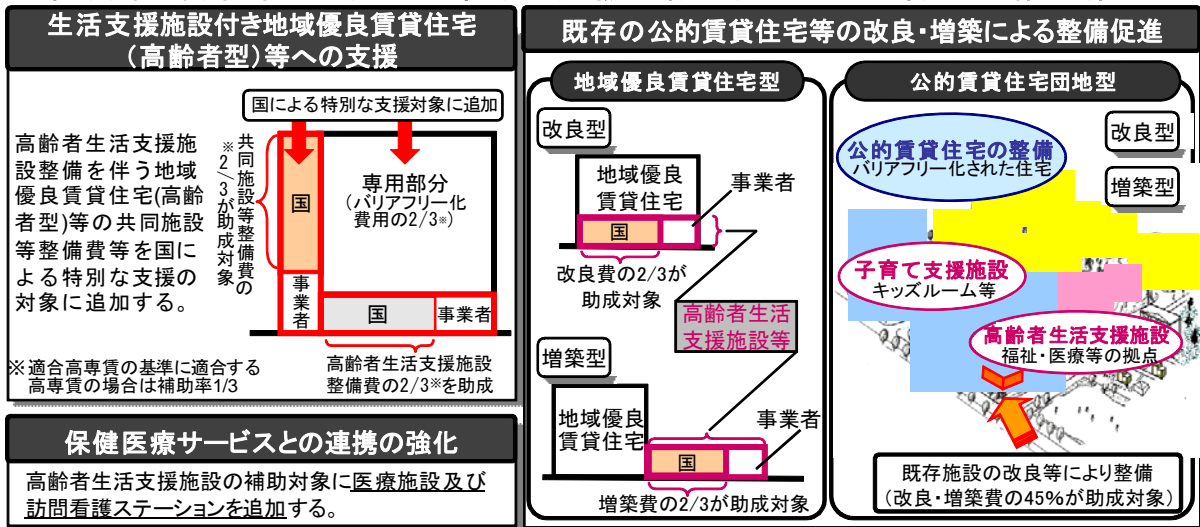 生活支援施設付き地域優良賃貸住宅
(高齢者型)等への支援
国による特別な支援対象に追加
高齢者生活支援施
設整備を伴う地域
優良賃貸住宅(高齢
者型)等の共同施設
等整備費等を国に
よる特別な支援の
対象に追加する。
共同施設等整備費の
※2/3が助成対象
国
事業者
専用部分
(バリアフリー化
費用の2/3※)
国
事業者
高齢者生活支援施設
整備費の2/3※を助成
※適合高専賃の基準に適合する
高専賃の場合は補助率1/3
保健医療サービスとの連携の強化
高齢者生活支援施設の補助対象に医療施設及び
訪問看護ステーションを追加する。
既存の公的賃貸住宅等の改良・増築による整備促進
地域優良賃貸住宅型
改良型
地域優良
賃貸住宅
事業者
国
改良費の2/3が
助成対象
高齢者生活
支援施設等
増築型
地域優良
賃貸住宅
事業者
国
増築費の2/3が助成対象
公的賃貸住宅団地型
改良型
増築型
公的賃貸住宅の整備
バリアフリー化された住宅
子育て支援施設
キッズルーム等
高齢者生活支援施設
福祉・医療等の拠点
既存施設の改良等により整備
(改良・増築費の45%が助成対象)